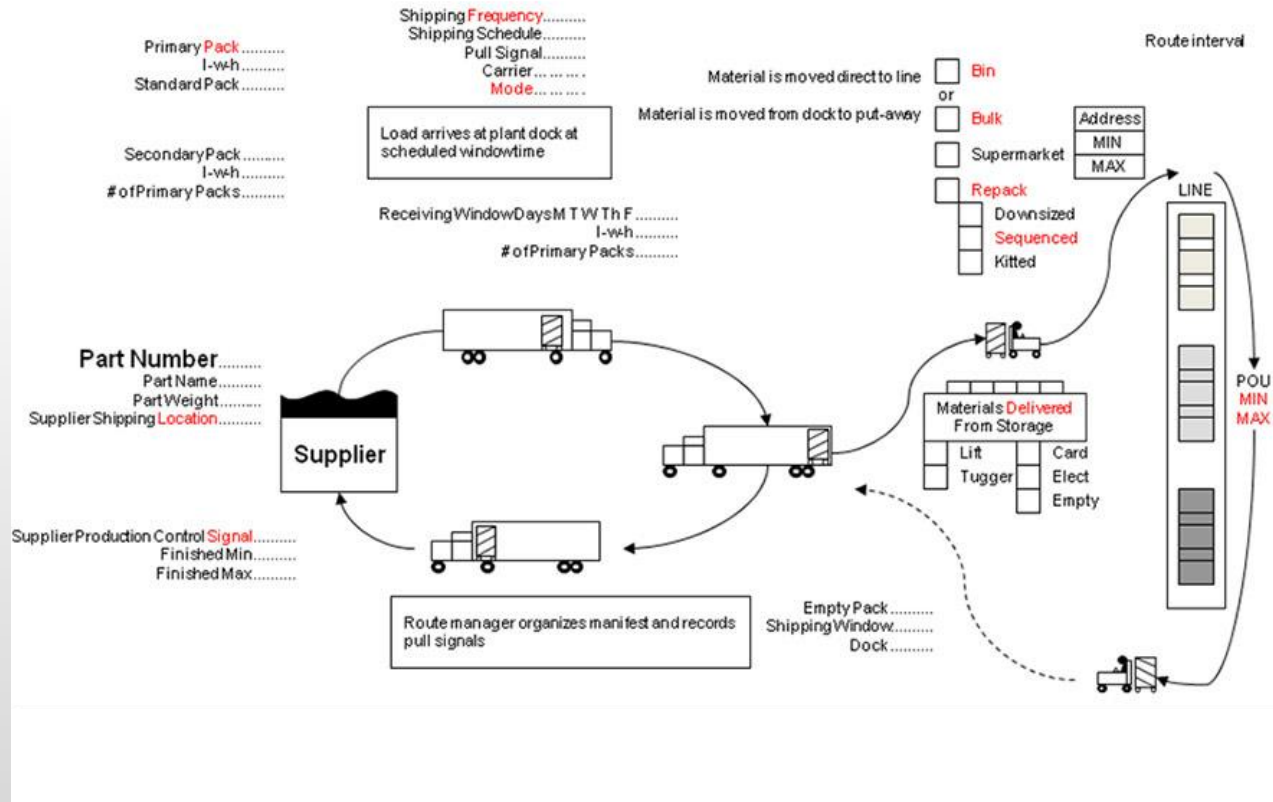 Primary Pack..........
l-w-h..........
Standard Pack..........
Secondary Pack..........
l-w-h..........
# of Primary Packs..........
Shipping Frequency..........
Shipping Schedule..........
Pull Signal..........
Carrier... ... ... .
Mode... ... ... .
Load arrives at plant dock at
scheduled window time
Receiving Window Days M T W Th F..........
l-w-h..........
# of Primary Packs..........
Material is moved direct to line
or
Material is moved from dock to put-away
Bin
Bulk
Supermarket
Repack
Downsized
Sequenced
Kitted
Address
MIN
MAX
Route interval
LINE
POU
MIN
MAX
Part Number..........
Part Name..........
Part Weight..........
Supplier Shipping Location..........
Supplier
Supplier Production Control Signal..........
Finished Min..........
Finished Max..........
Materials Delivered
From Storage
Lift
Tugger
Card
Elect
Empty
Route manager organizes manifest and records
pull signals
Empty Pack..........
Shipping Window..........
Dock..........